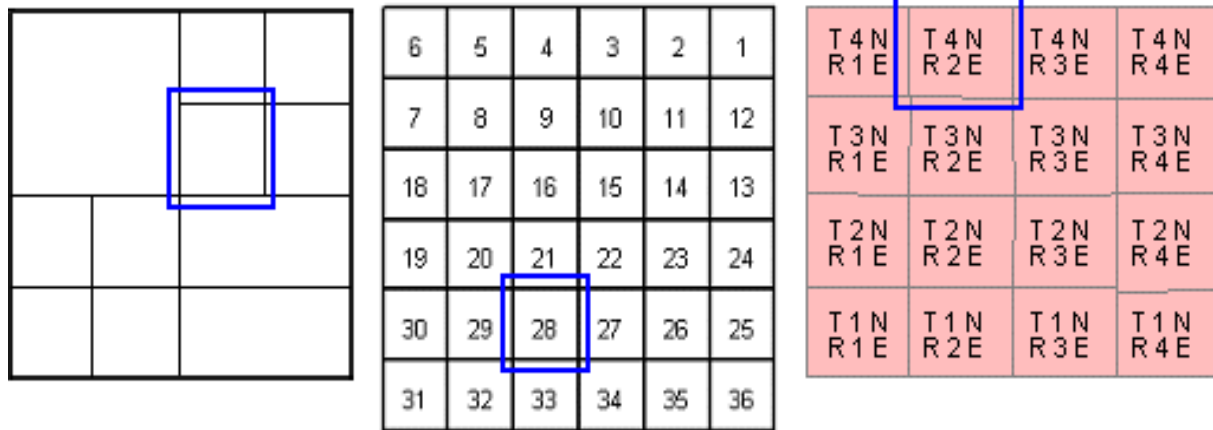 6 5 4 3 2 1
7 8 9 10 11 12
18 17 16 15 14 13
19 20 21 22 23 24
30 29 28 27 26 25
31 32 33 34 35 36
T4N T4N T4N T4N
R1E R2E R3E R4E
T3N T3N T3N T3N
R1E R2E R3E R4E
T2N T2N T2N T2N
R1E R2E R3E R4E
T1N T1N T1N T1N
R1E R2E R3E R4E